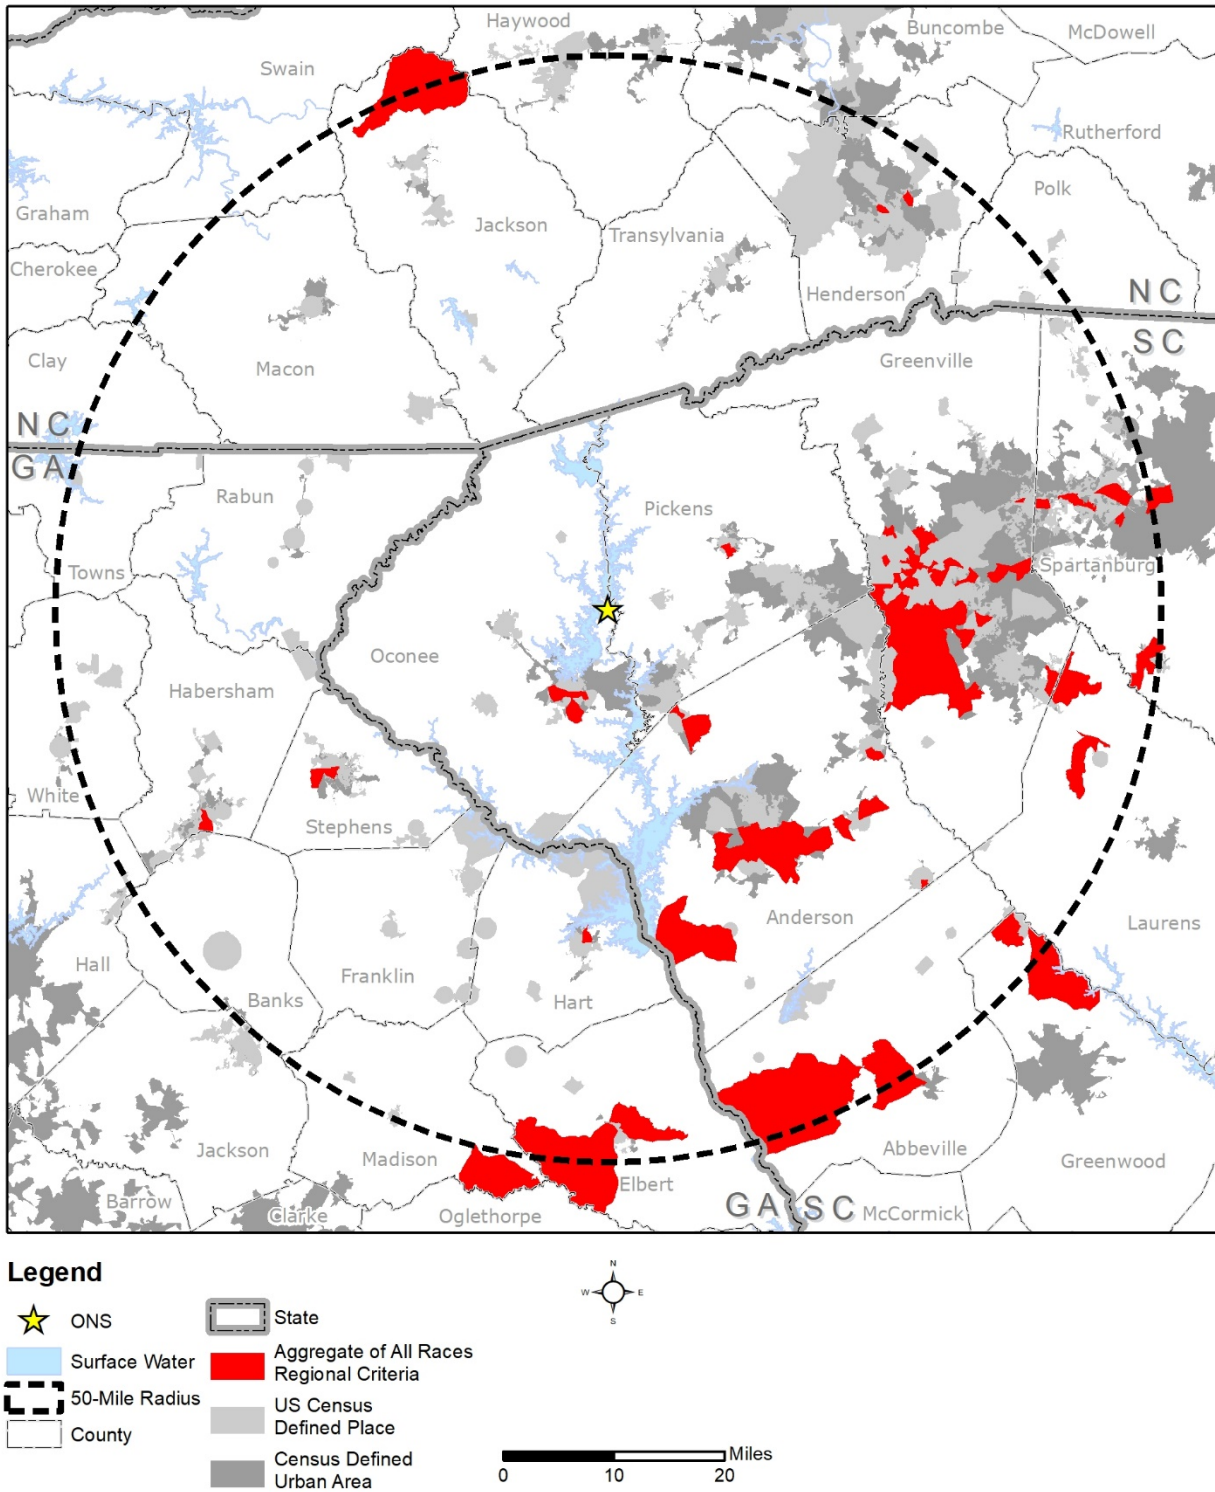 Haywood
Buncombe
McDowell
Swain
Rutherford
Polk
Graham
Jackson
Transylvania
Cherokee
Henderson
NC
SC
Clay
Macon
Greenville
NC
GA
Rabun
Pickens
Towns
Spartanburg
Oconee
Habersham
White
Stephens
Anderson
Laurens
Hall
Franklin
Banks
Hart
Jackson
Madison
Abbeville
Greenwood
Elbert
Barrow
Clarke
Oglethorpe
GA SC
McCormick
Legend
ONS
Surface Water
50-Mile Radius
County
State
Aggregate of All Races
Regional Criteria
US Census
Defined Place
Census Defined
Urban Area
N
W E
S
Miles
0 10 20